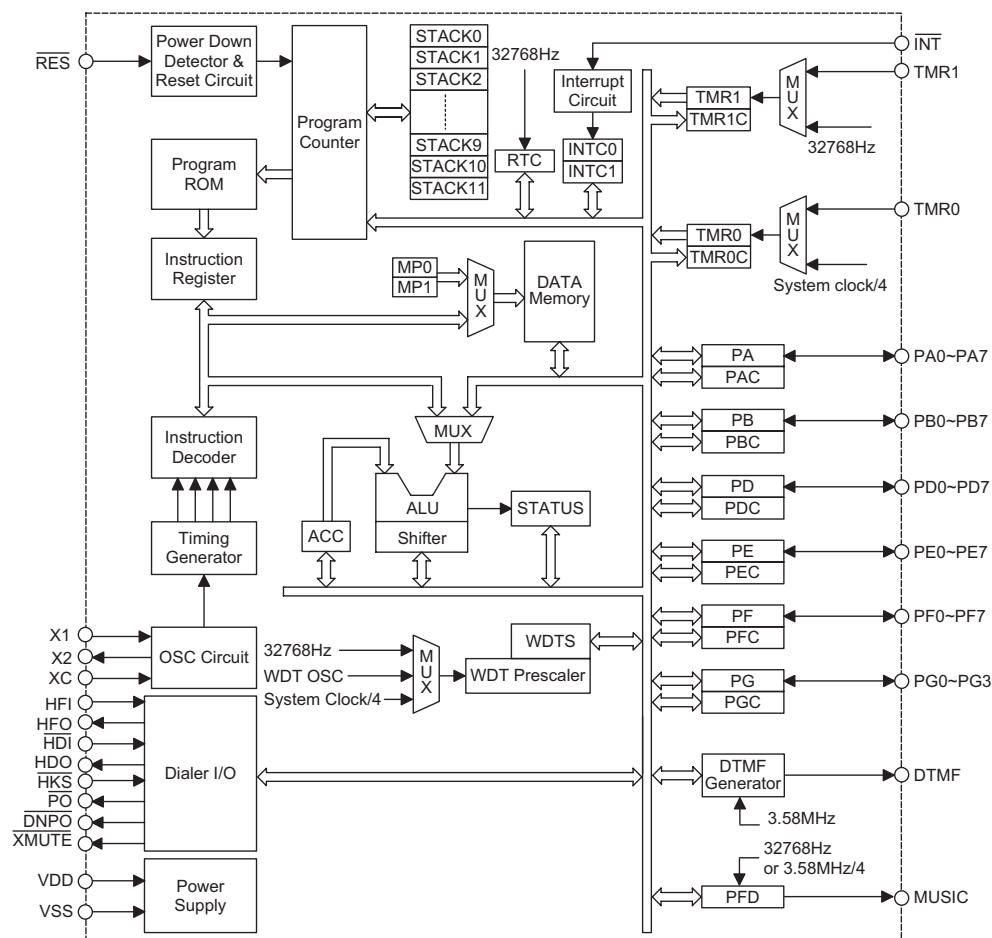 RES
Power Down
Detector &
Reset Circuit
Program
Counter
STACK0
STACK1
STACK2
STACK9
STACK10
STACK11
32768Hz
RTC
Interrupt
Circuit
INTC0
INTC1
INT
TMR1
TMR1
TMR1C
MUX
32768Hz
Program
ROM
Instruction
Register
MP0
MP1
MUX
DATA
Memory
TMR0
TMR0
TMR0C
MUX
System clock/4
PA
PAC
PA0~PA7
PB
PBC
PB0~PB7
PD
PDC
PD0~PD7
PE
PEC
PE0~PE7
PF
PFC
PF0~PF7
PG
PGC
PG0~PG3
Instruction
Decoder
MUX
ALU
Shifter
STATUS
ACC
Timing
Generator
X1
X2
XC
OSC Circuit
32768Hz
WDT OSC
System Clock/4
MUX
WDTS
WDT Prescaler
HFI
HFO
HDI
HDO
HKS
PO
DNPO
XMUTE
Dialer I/O
DTMF
Generator
DTMF
3.58MHz
32768Hz
or 3.58MHz/4
PFD
MUSIC
VDD
VSS
Power
Supply